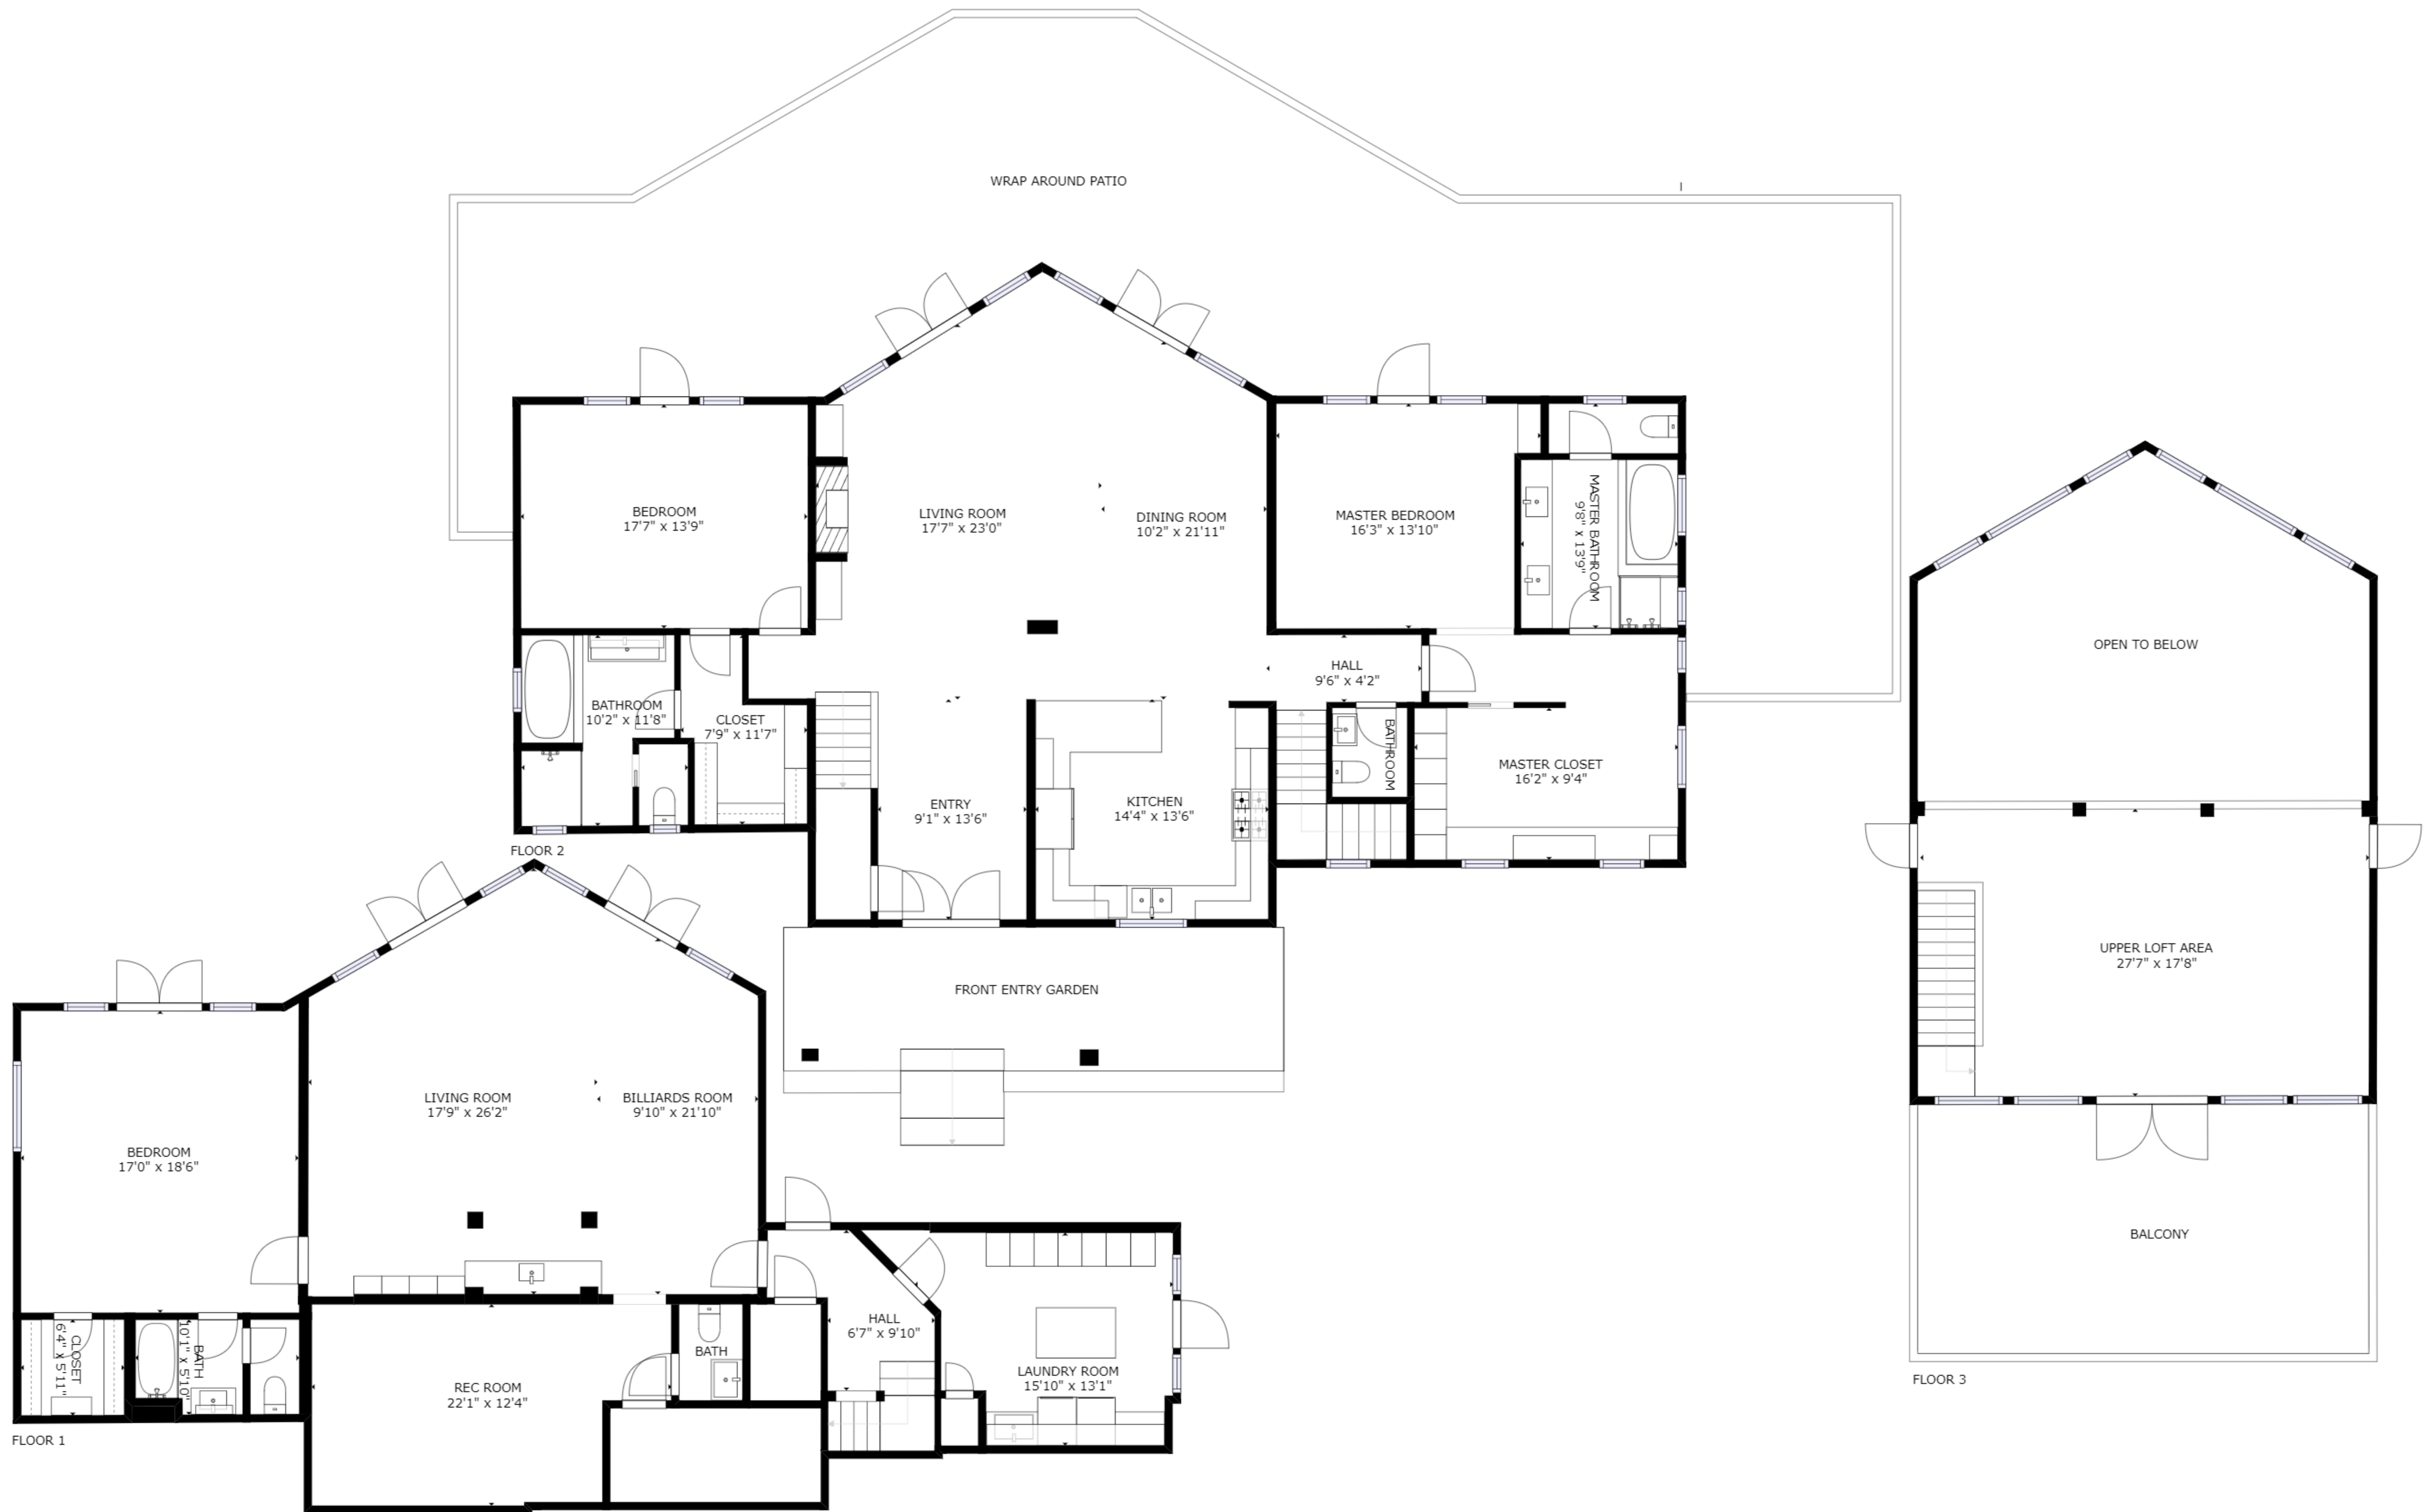 WRAP AROUND PATIO
BEDROOM
17'7" x 13'9"
LIVING ROOM
17'7" x 23'0"
DINING ROOM
10'2" x 21'11"
MASTER BEDROOM
16'3" x 13'10"
MASTER BATHROOM
9'8" x 13'9"
HALL
9'6" x 4'2"
BATHROOM
10'2" x 11'8"
CLOSET
7'9" x 11'7"
ENTRY
9'1" x 13'6"
KITCHEN
14'4" x 13'6"
BATHROOM
MASTER CLOSET
16'2" x 9'4"
FLOOR 2
FRONT ENTRY GARDEN
OPEN TO BELOW
UPPER LOFT AREA
27'7" x 17'8"
BALCONY
FLOOR 3
LIVING ROOM
17'9" x 26'2"
BILLIARDS ROOM
9'10" x 21'10"
BEDROOM
17'0" x 18'6"
CLOSET
6'4" x 5'11"
BATH
10'1" x 5'10"
REC ROOM
22'1" x 12'4"
BATH
HALL
6'7" x 9'10"
LAUNDRY ROOM
15'10" x 13'1"
FLOOR 1